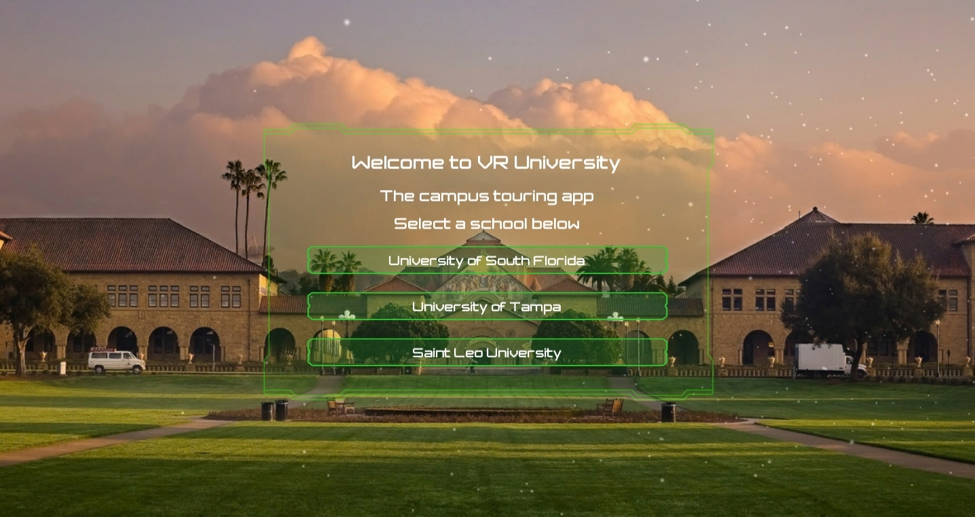 Welcome to VR University
The campus touring app
Select a school below
University of South Florida
University of Tampa
Saint Leo University